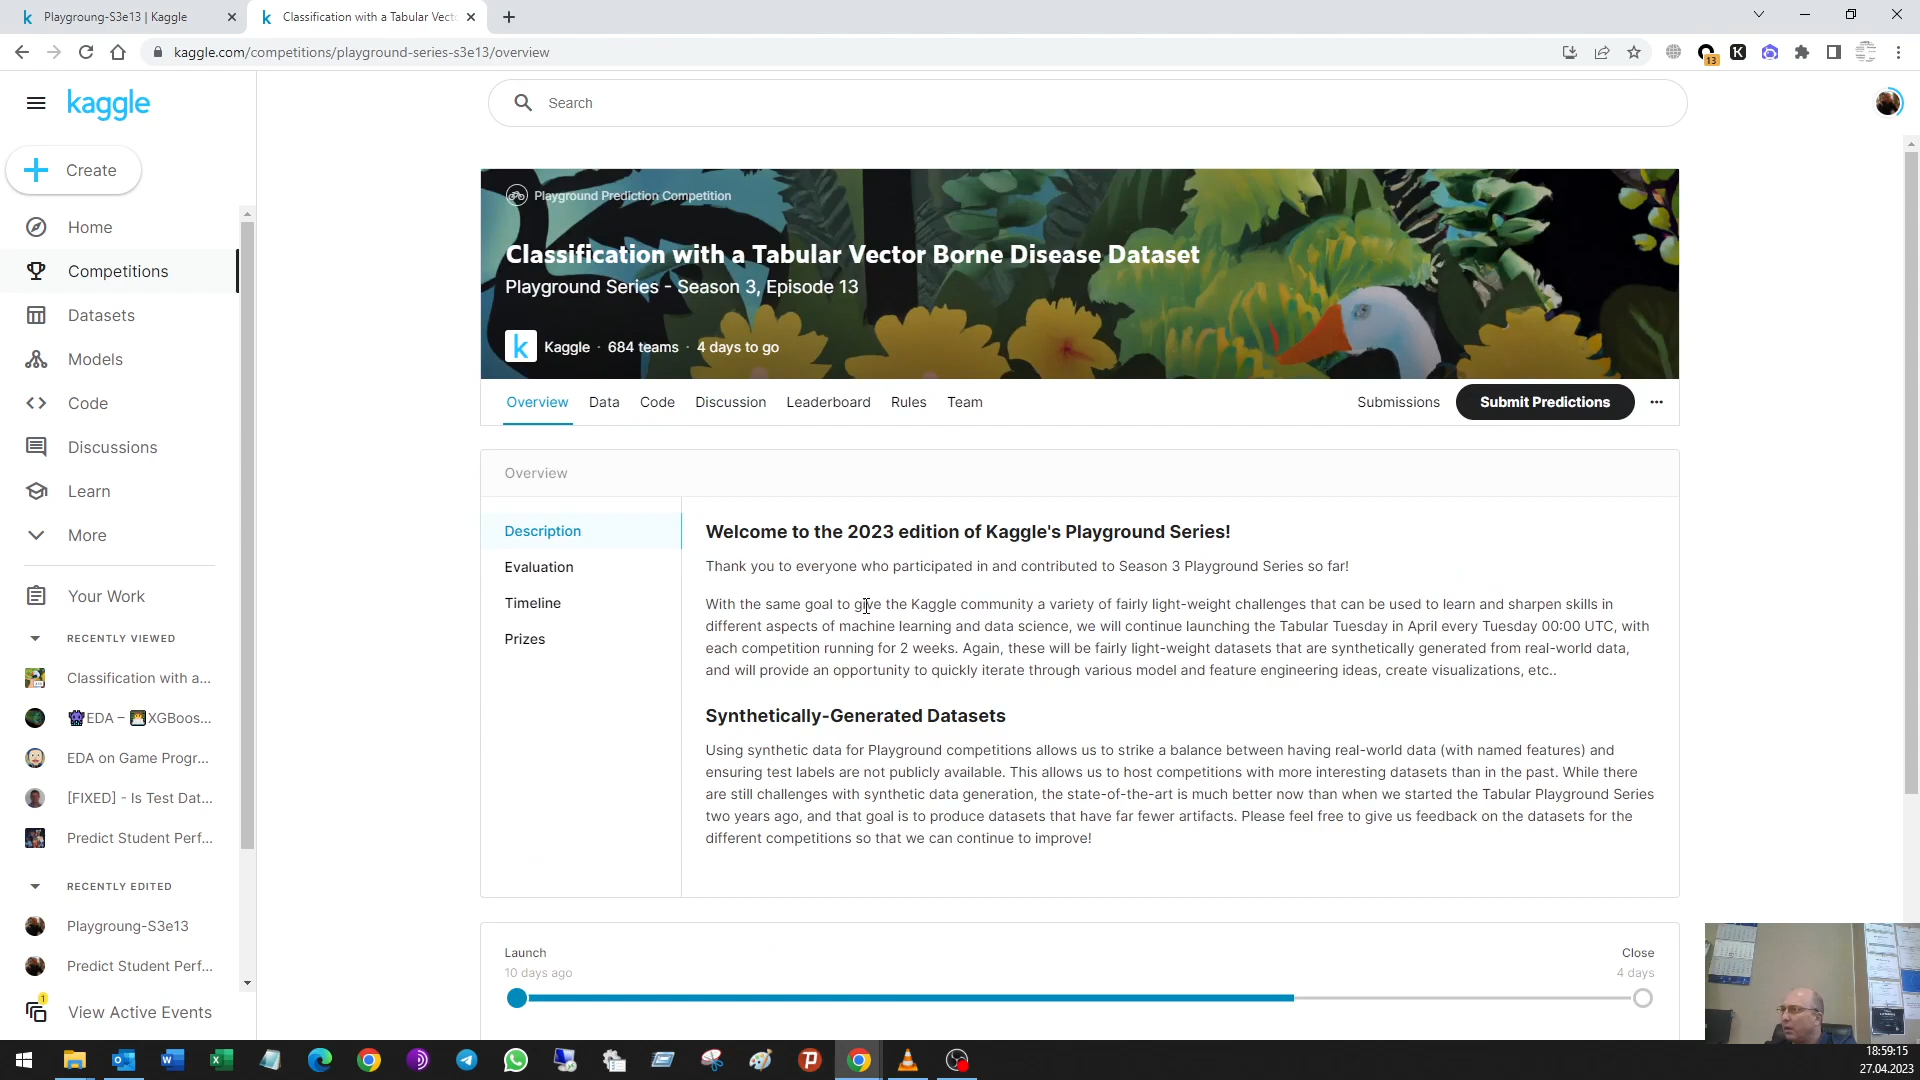 Playgroung-S3e13 | Kaggle
Classification with a Tabular Vect
kaggle.com/competitions/playground-series-s3e13/overview
13
kaggle
Search
Create
Home
Competitions
Datasets
Models
Code
Discussions
Learn
More
Your Work
RECENTLY VIEWED
Classification with a...
EDA – XGBoos...
EDA on Game Progr...
[FIXED] - Is Test Dat...
Predict Student Perf...
RECENTLY EDITED
Playgroung-S3e13
Predict Student Perf...
1
View Active Events
Playground Prediction Competition
Classification with a Tabular Vector Borne Disease Dataset
Playground Series - Season 3, Episode 13
k Kaggle · 684 teams · 4 days to go
Overview Data Code Discussion Leaderboard Rules Team Submissions Submit Predictions ...
Overview
Description
Evaluation
Timeline
Prizes
Welcome to the 2023 edition of Kaggle's Playground Series!
Thank you to everyone who participated in and contributed to Season 3 Playground Series so far!
With the same goal to give the Kaggle community a variety of fairly light-weight challenges that can be used to learn and sharpen skills in
different aspects of machine learning and data science, we will continue launching the Tabular Tuesday in April every Tuesday 00:00 UTC, with
each competition running for 2 weeks. Again, these will be fairly light-weight datasets that are synthetically generated from real-world data,
and will provide an opportunity to quickly iterate through various model and feature engineering ideas, create visualizations, etc..
Synthetically-Generated Datasets
Using synthetic data for Playground competitions allows us to strike a balance between having real-world data (with named features) and
ensuring test labels are not publicly available. This allows us to host competitions with more interesting datasets than in the past. While there
are still challenges with synthetic data generation, the state-of-the-art is much better now than when we started the Tabular Playground Series
two years ago, and that goal is to produce datasets that have far fewer artifacts. Please feel free to give us feedback on the datasets for the
different competitions so that we can continue to improve!
Launch
10 days ago
Close
4 days
18:59:15
27.04.2023